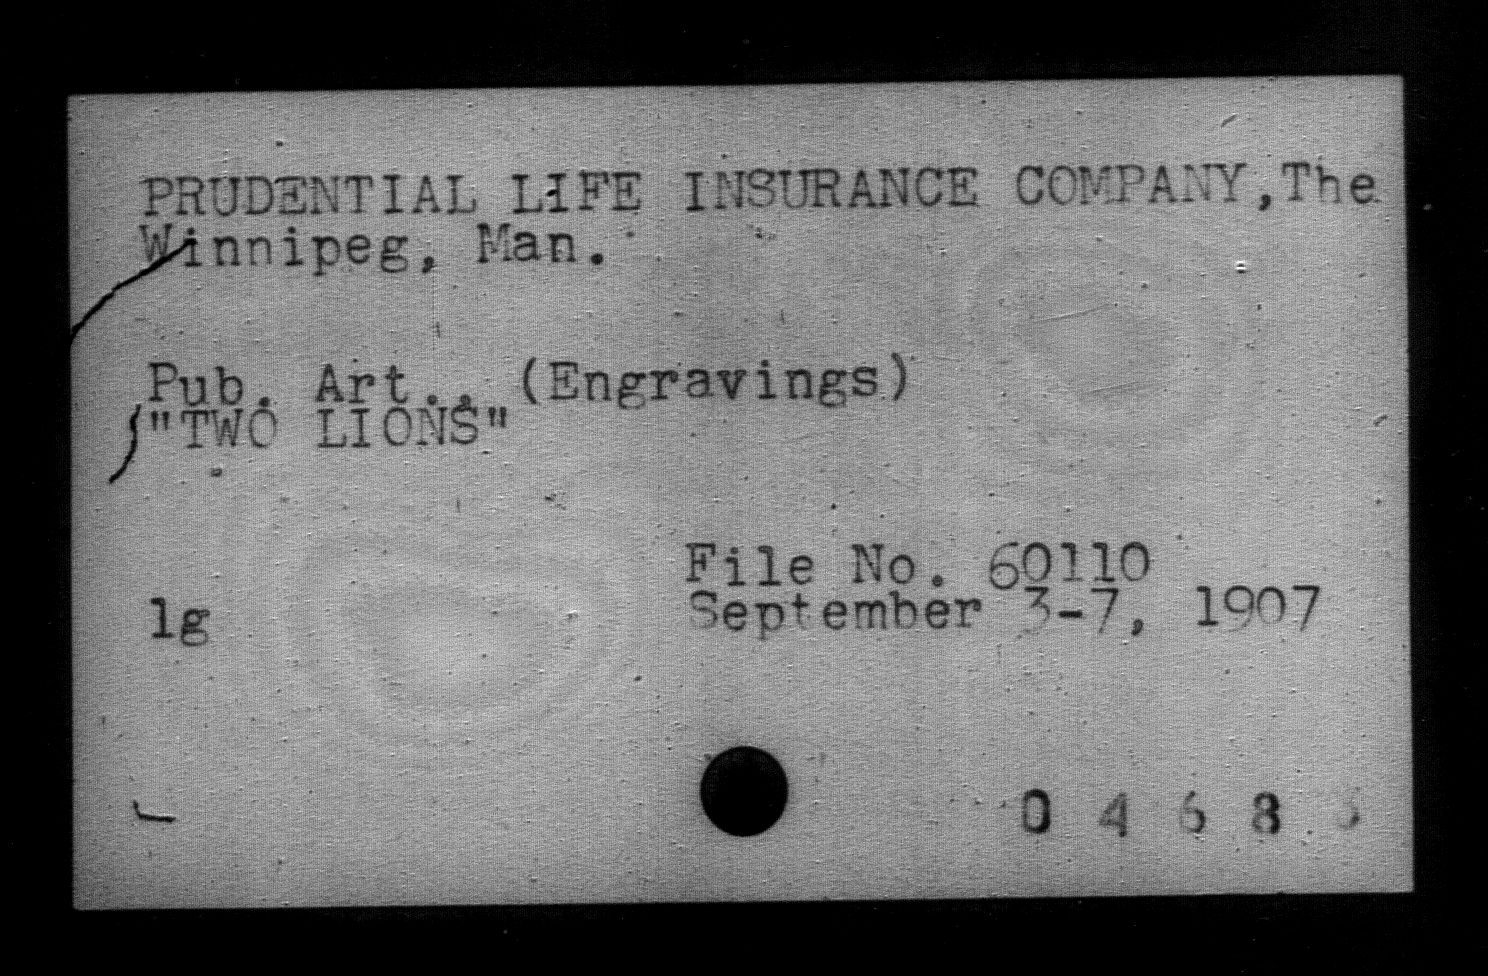 PRUDENTIAL LIFE INSURANCE COMPANY,The
Winnipeg, Man.
Pub. Art.. (Engravings)
"TWO LIONS"
File No. 60110
September 3-7, 1907
1g
0 4 6 8